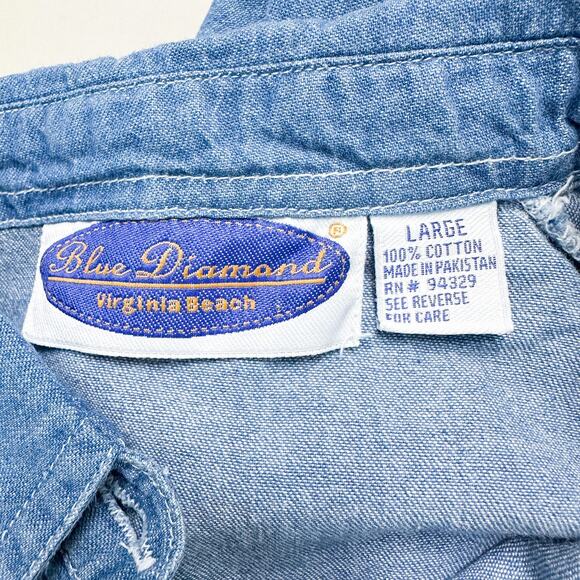 Blue Diamond ®
Virginia Beach
LARGE
100% COTTON
MADE IN PAKISTAN
RN# 94329
SEE REVERSE
FOR CARE